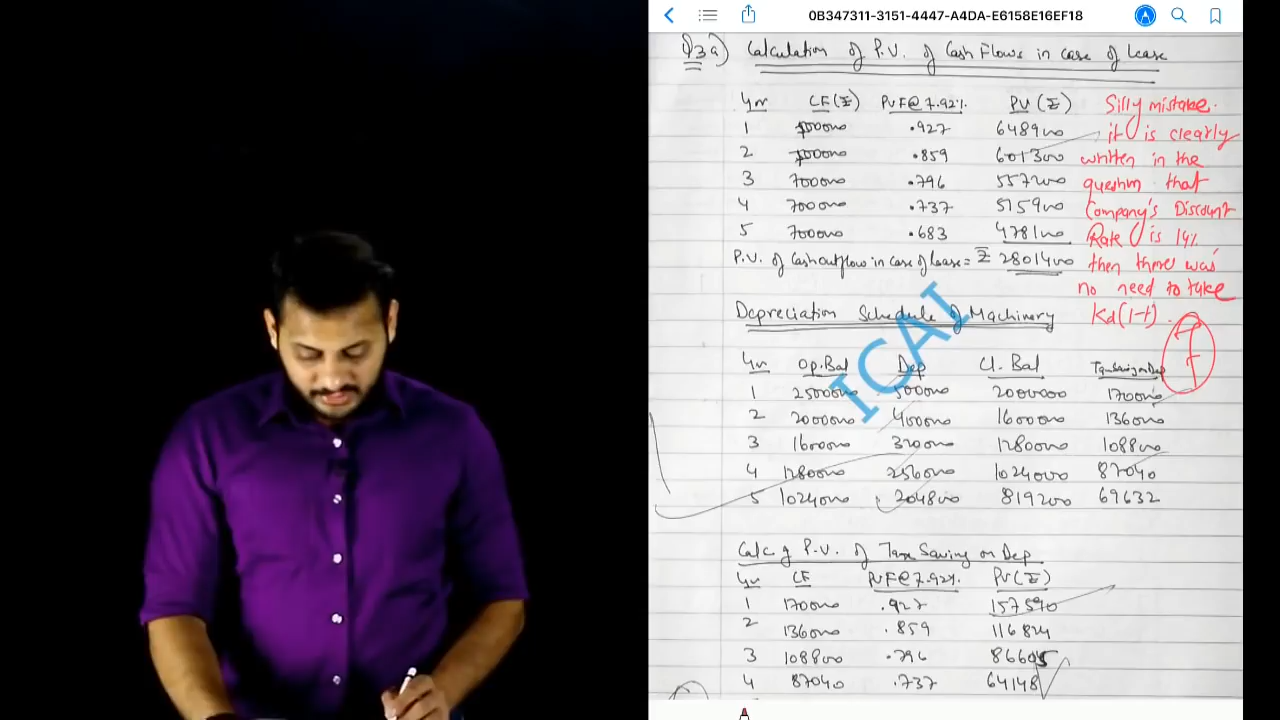 0B347311-3151-4447-A4DA-E6158E16EF18
Q3a) Calculation of P.V. of Cash Flows in case of lease
Yr CF(₹) PVF@7.92% PV(₹)
1 700000 .927 648900
2 700000 .859 601300
3 700000 .796 557200
4 700000 .737 515900
5 700000 .683 478100
P.V. of Cash outflow in case of lease = ₹ 2801400
Silly mistake.
it is clearly
written in the
question that
Company's Discount
Rate is 14%
then there was
no need to take
Kd(1-t).
Depreciation Schedule of Machinery
Yr Op.Bal Dep Cl. Bal Tax Saving on Dep
1 2500000 500000 2000000 170000
2 2000000 400000 1600000 136000
3 1600000 320000 1280000 108800
4 1280000 256000 1024000 87040
5 1024000 204800 819200 69632
ICAI
Calc of P.V. of Tax Saving on Dep
Yr CF PVF@7.92% PV(₹)
1 170000 .927 157590
2 136000 .859 116824
3 108800 .796 86605
4 87040 .737 64148